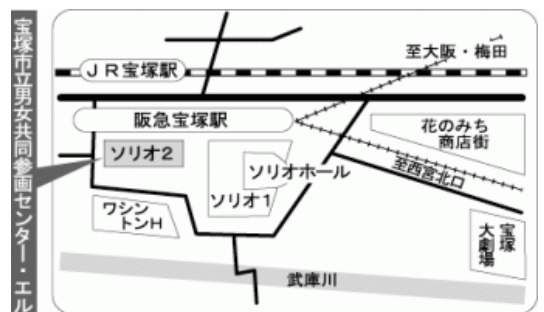 宝塚市立男女共同参画センター・エル
至大阪・梅田
JR宝塚駅
阪急宝塚駅
花のみち
商店街
ソリオ2
ソリオホール
ソリオ1
至西宮北口
ワシン
トンH
宝塚
大劇場
武庫川